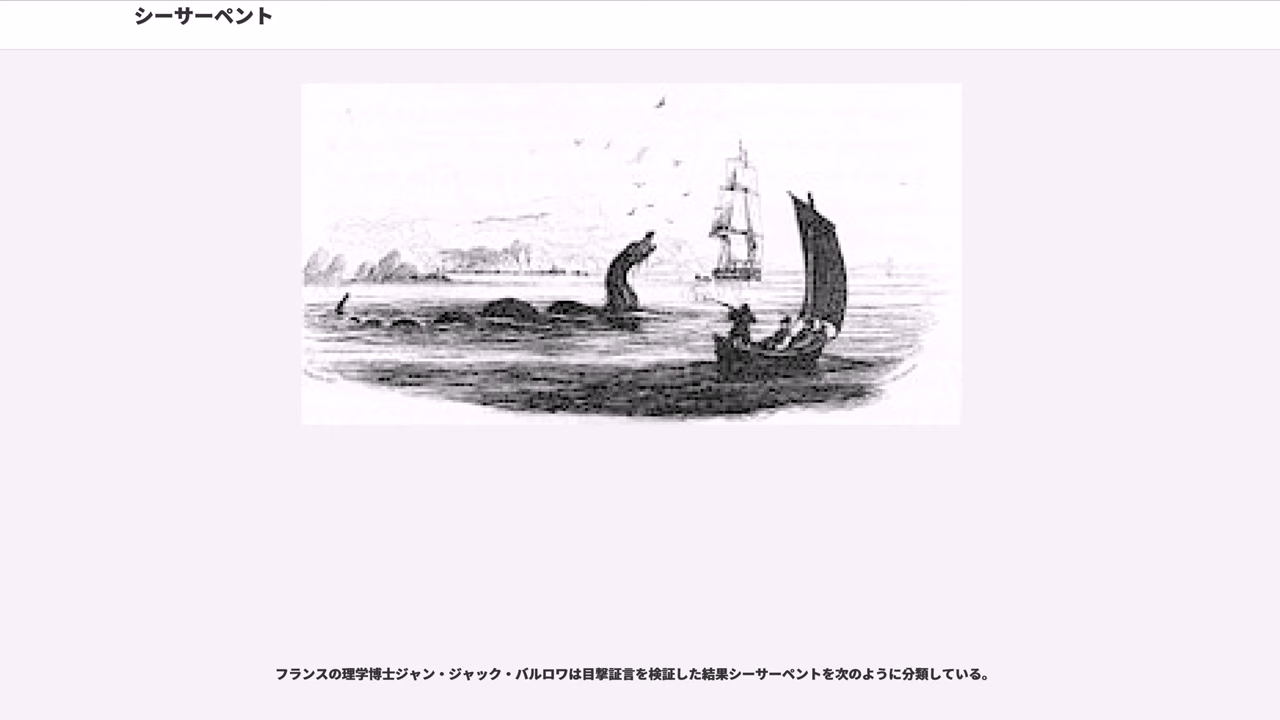 シーサーペント
フランスの理学博士ジャン・ジャック・バルロワは目撃証言を検証した結果シーサーペントを次のように分類している。